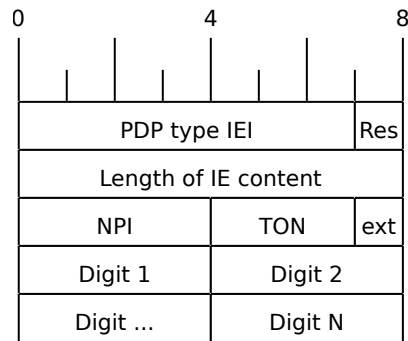 0 4 8
PDP type IEI Res
Length of IE content
NPI TON ext
Digit 1 Digit 2
Digit ... Digit N